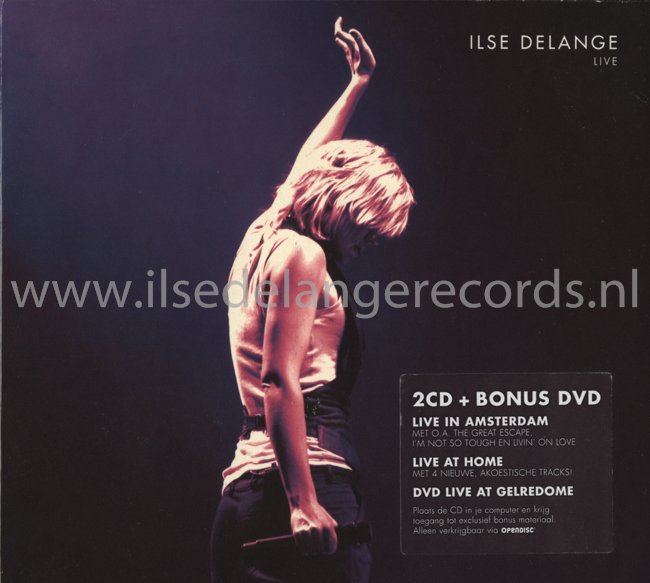 ILSE DELANGE
LIVE
www.ilsedelangerecords.nl
2CD + BONUS DVD
LIVE IN AMSTERDAM
MET O.A. THE GREAT ESCAPE,
I'M NOT SO TOUGH EN LIVIN' ON LOVE
LIVE AT HOME
MET 4 NIEUWE, AKOESTISCHE TRACKS!
DVD LIVE AT GELREDOME
Plaats de CD in je computer en krijg
toegang tot exclusief bonus materiaal.
Alleen verkrijgbaar via OPENDISC